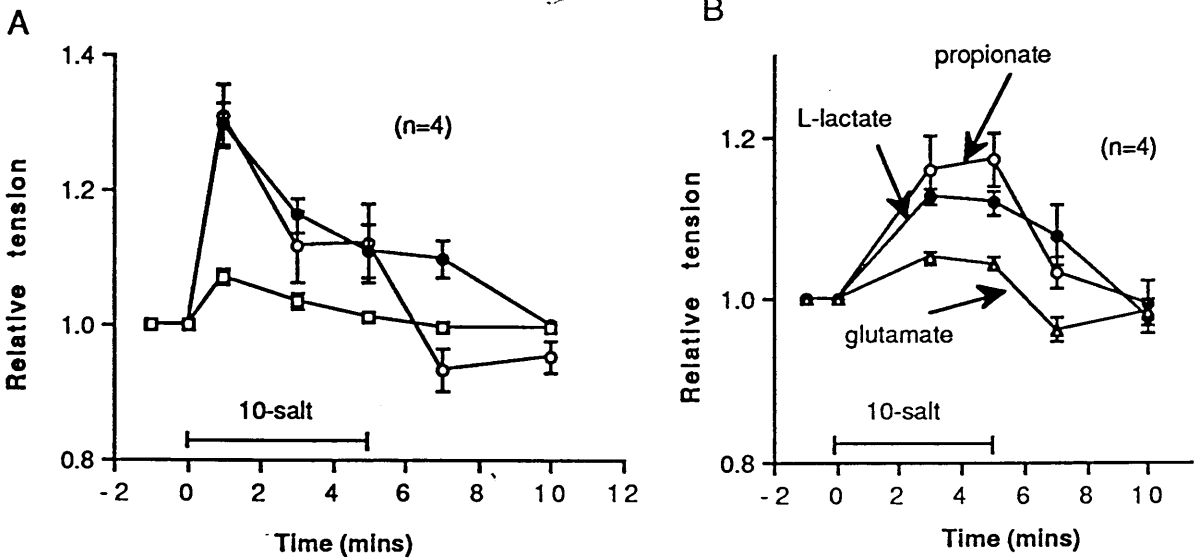 A
1.4
1.3
1.2
1.0
0.8
Relative tension
(n=4)
10-salt
-2 0 2 4 6 8 10 12
Time (mins)
B
propionate
L-lactate
(n=4)
1.2
1.0
0.8
Relative tension
glutamate
10-salt
-2 0 2 4 6 8 10
Time (mins)